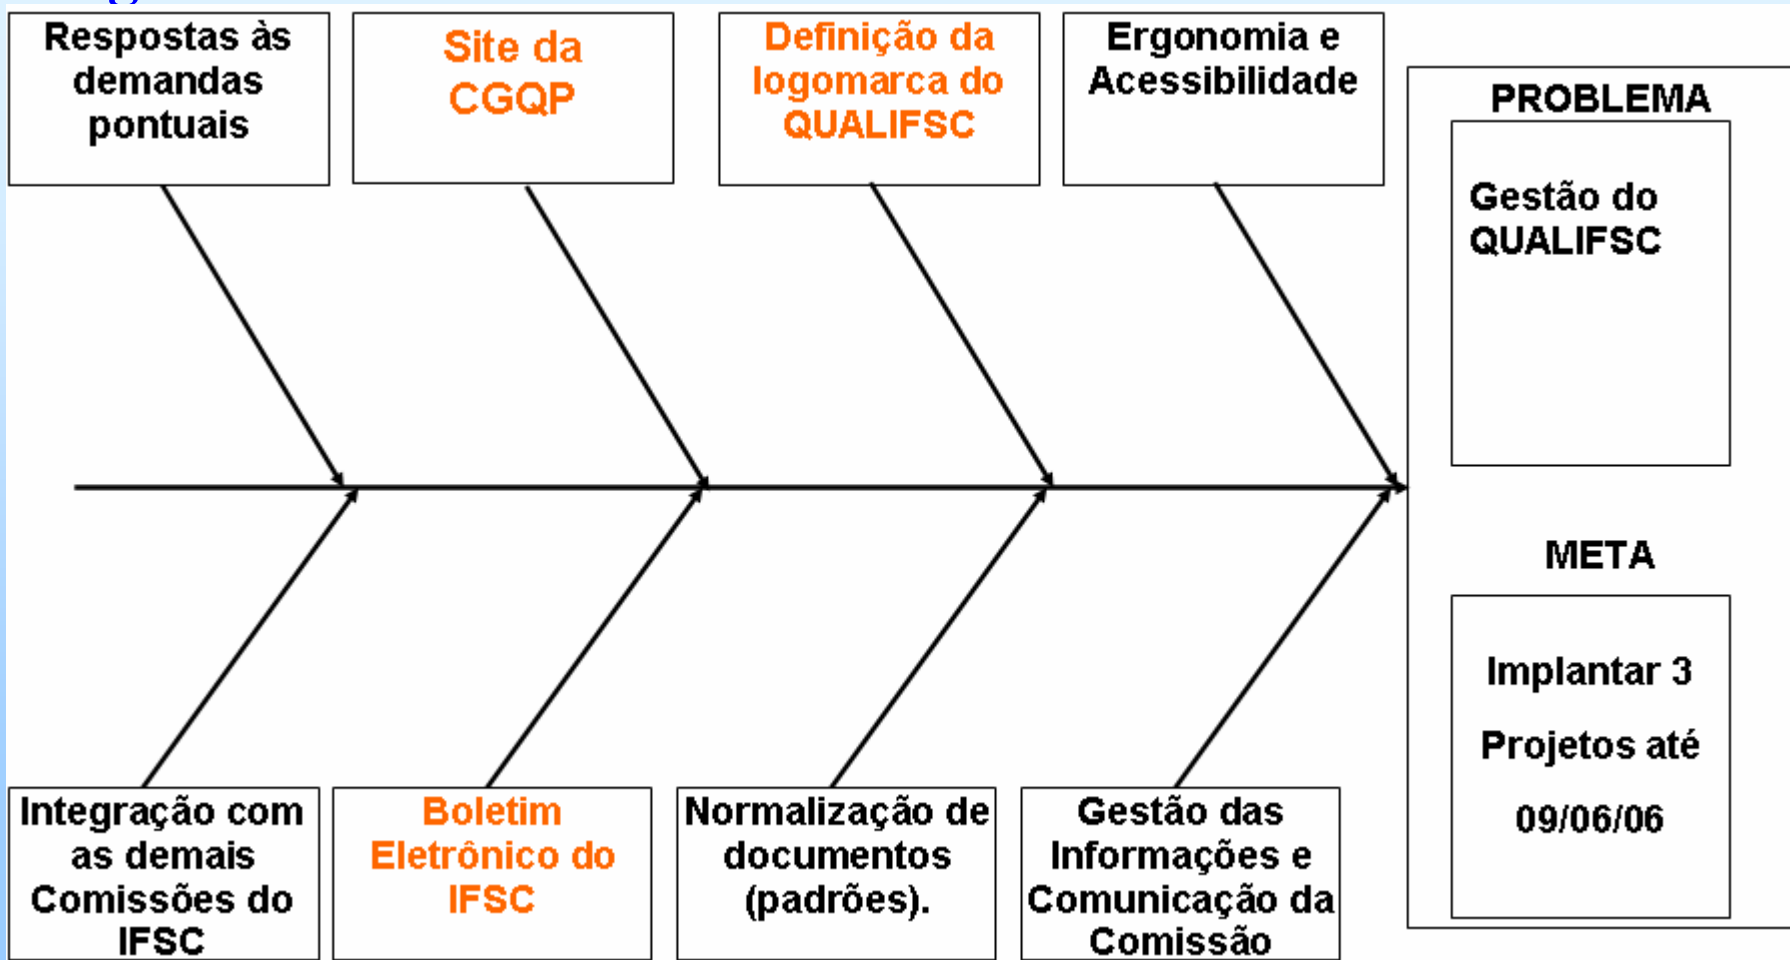 Respostas às
demandas
pontuais
Site da
CGQP
Definição da
logomarca do
QUALIFSC
Ergonomia e
Acessibilidade
PROBLEMA
Gestão do
QUALIFSC
META
Implantar 3
Projetos até
09/06/06
Integração com
as demais
Comissões do
IFSC
Boletim
Eletrônico do
IFSC
Normalização de
documentos
(padrões).
Gestão das
Informações e
Comunicação da
Comissão